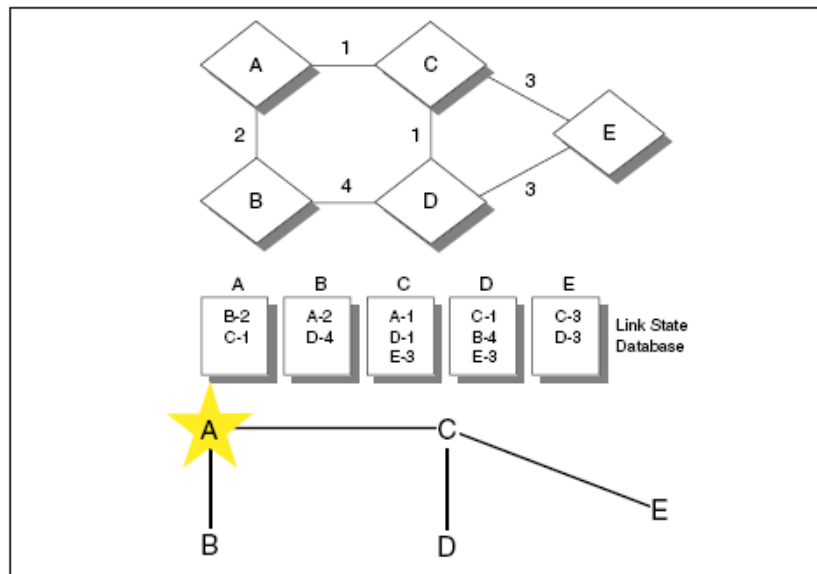 1
A C
3
2 1 E
3
B 4 D
A B C D E
B-2 A-2 A-1 C-1 C-3
C-1 D-4 D-1 B-4 D-3
E-3 E-3
Link State
Database
A C
E
B D